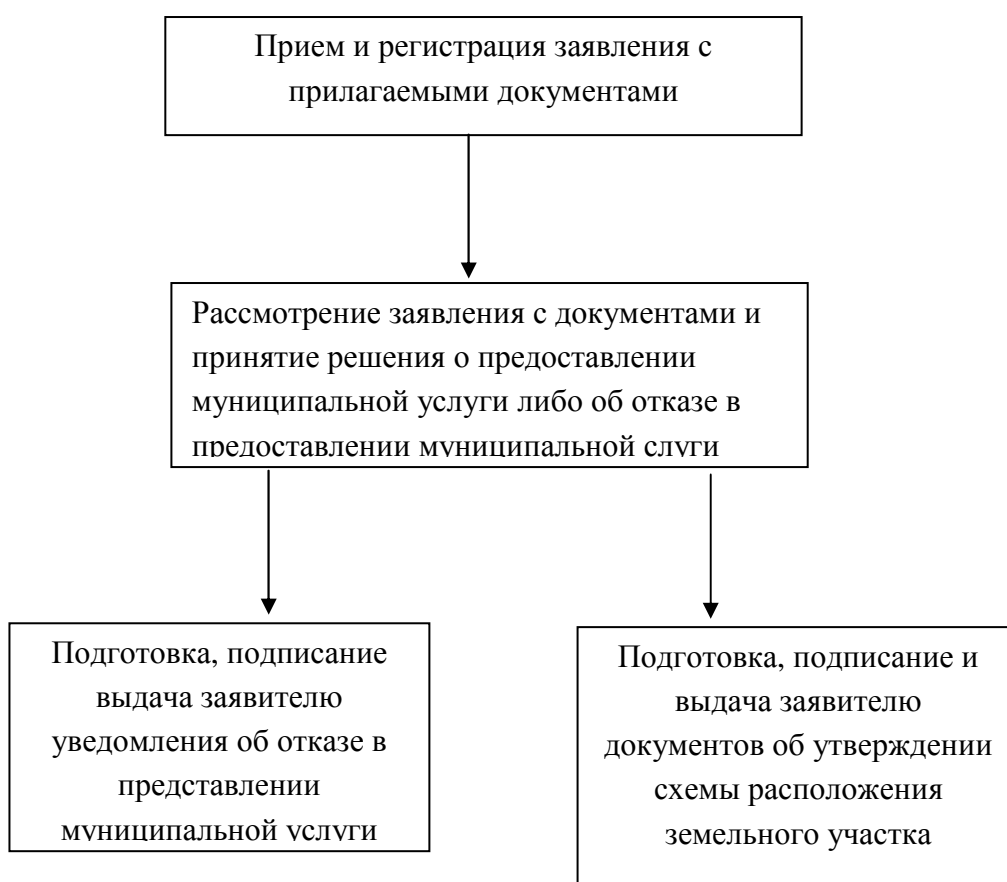 Прием и регистрация заявления с
прилагаемыми документами
Рассмотрение заявления с документами и
принятие решения о предоставлении
муниципальной услуги либо об отказе в
предоставлении муниципальной слуги
Подготовка, подписание
выдача заявителю
уведомления об отказе в
представлении
муниципальной услуги
Подготовка, подписание и
выдача заявителю
документов об утверждении
схемы расположения
земельного участка